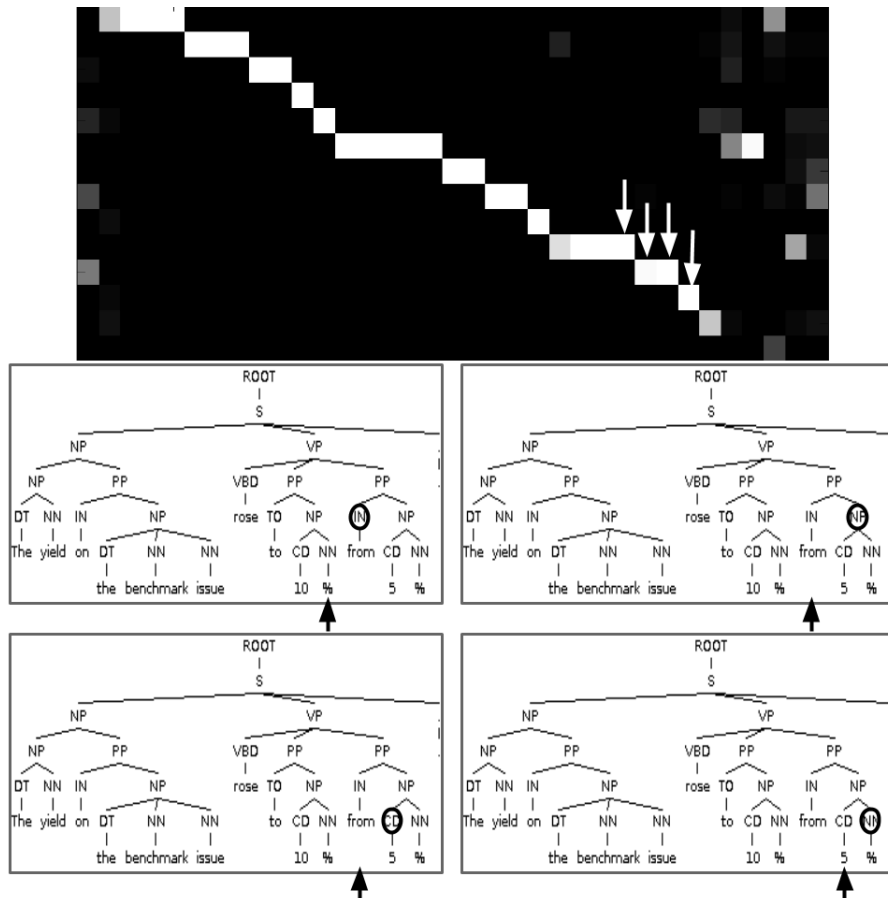 ROOT
S
NP VP
NP PP VBD PP PP
DT NN IN NP rose TO NP IN NP
The yield on DT NN NN to CD NN from CD NN
the benchmark issue 10 % 5 %
ROOT
S
NP VP
NP PP VBD PP PP
DT NN IN NP rose TO NP IN NP
The yield on DT NN NN to CD NN from CD NN
the benchmark issue 10 % 5 %
ROOT
S
NP VP
NP PP VBD PP PP
DT NN IN NP rose TO NP IN NP
The yield on DT NN NN to CD NN from CD NN
the benchmark issue 10 % 5 %
ROOT
S
NP VP
NP PP VBD PP PP
DT NN IN NP rose TO NP IN NP
The yield on DT NN NN to CD NN from CD NN
the benchmark issue 10 % 5 %